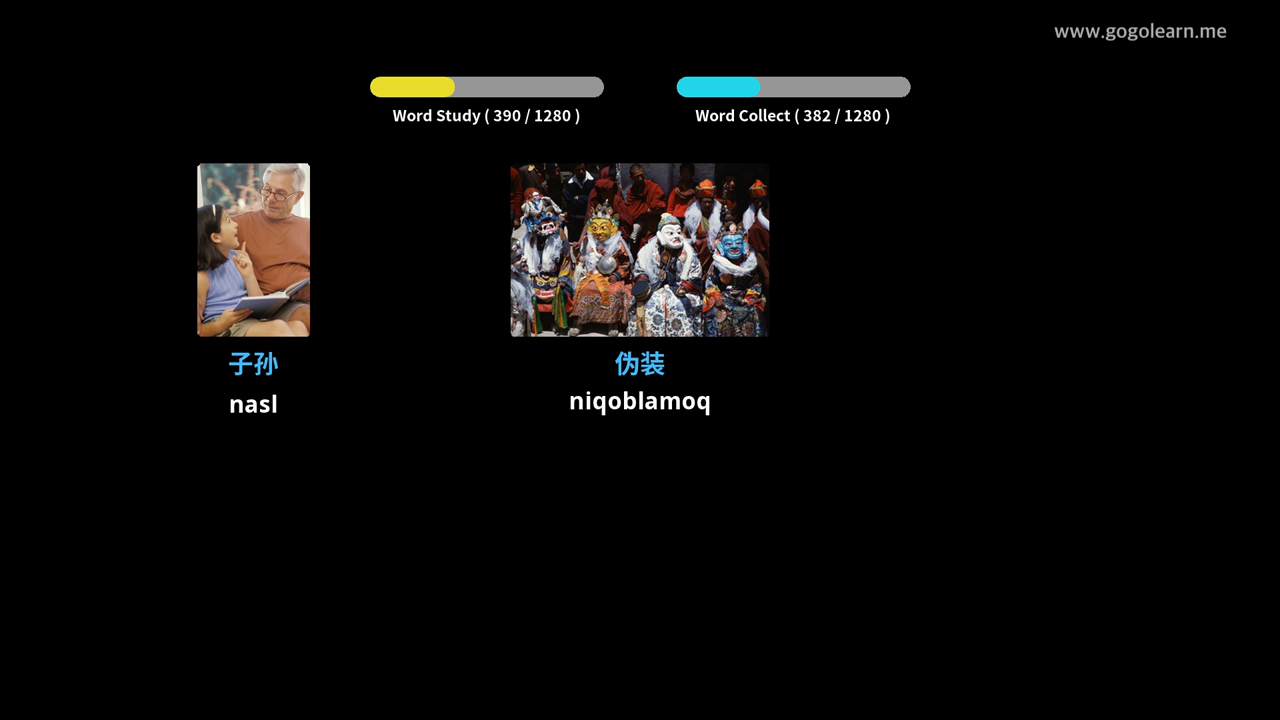 www.gogolearn.me
Word Study ( 390 / 1280 )
Word Collect ( 382 / 1280 )
子孙
nasl
伪装
niqoblamoq